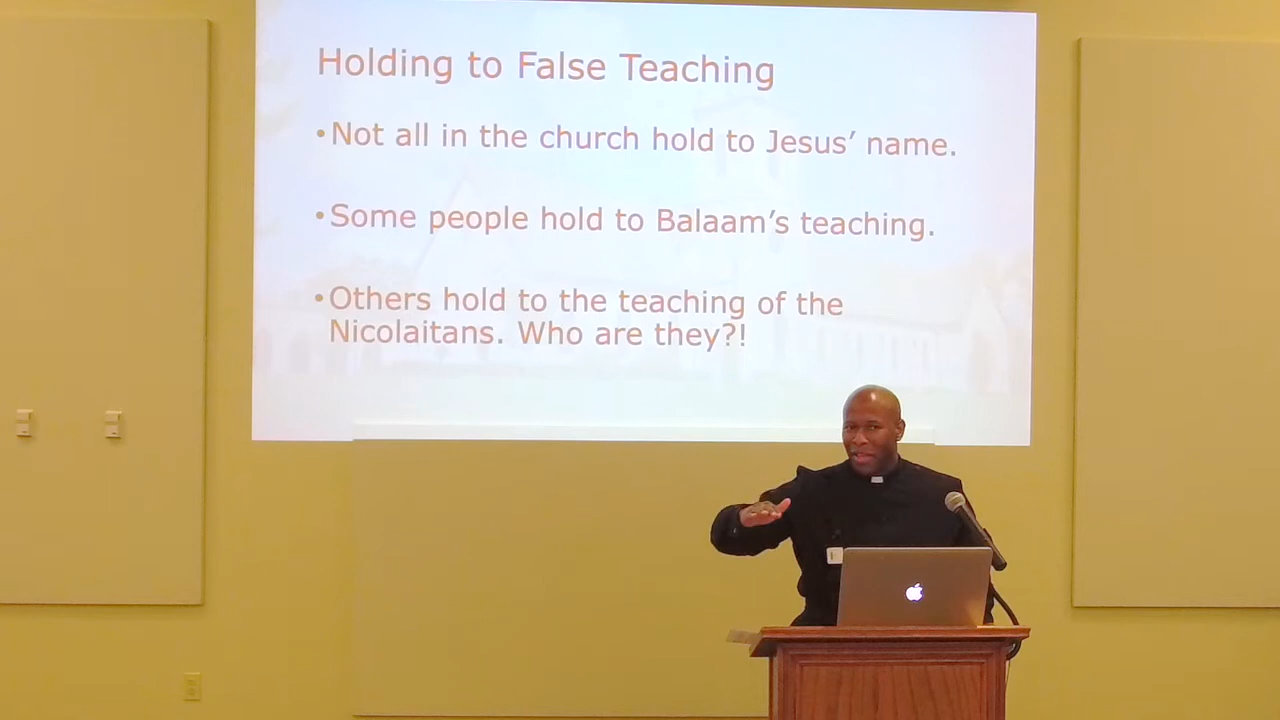 Holding to False Teaching
•Not all in the church hold to Jesus’ name.
•Some people hold to Balaam’s teaching.
•Others hold to the teaching of the
Nicolaitans. Who are they?!